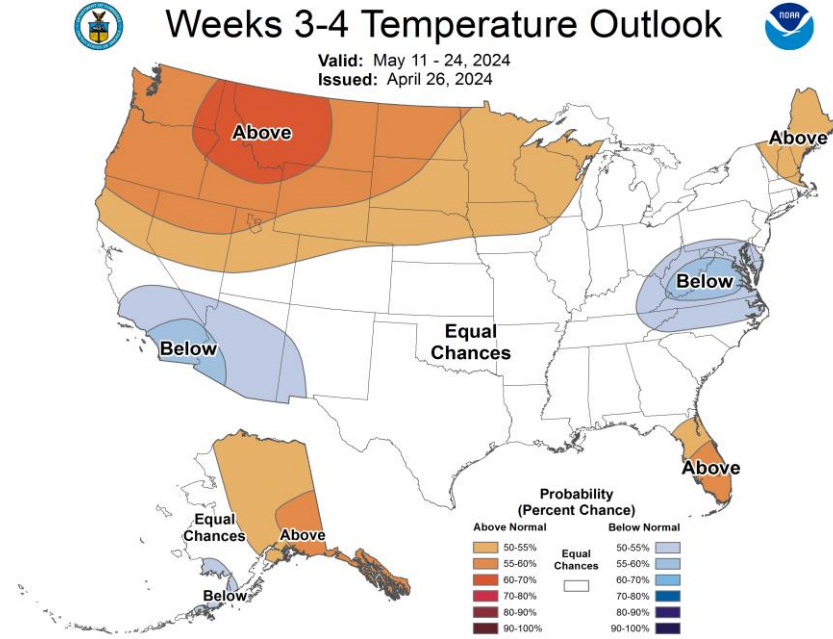 Weeks 3-4 Temperature Outlook
NOAA
Valid: May 11 - 24, 2024
Issued: April 26, 2024
Above
Above
Below
Equal
Chances
Below
Above
Equal
Chances
Above
Below
Probability
(Percent Chance)
Above Normal
Below Normal
Equal
Chances
50-55%
55-60%
60-70%
70-80%
80-90%
90-100%
50-55%
55-60%
60-70%
70-80%
80-90%
90-100%